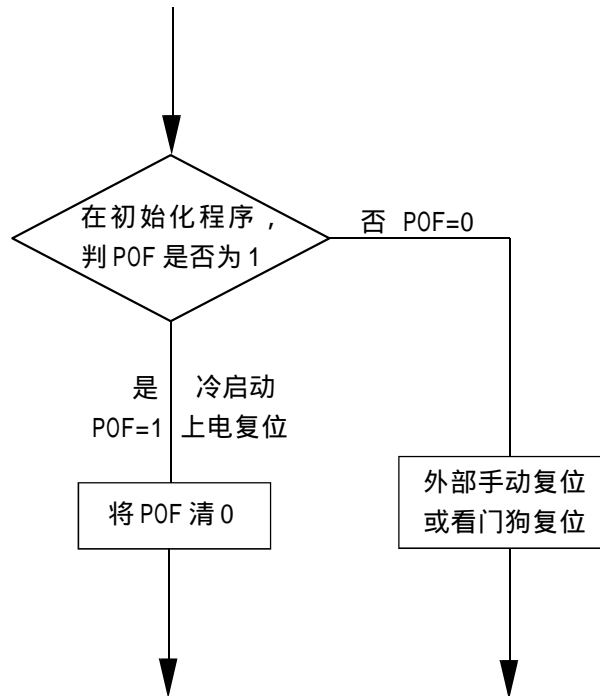 在初始化程序，
判POF是否为1
否 POF=0
是 冷启动
POF=1 上电复位
将POF清0
外部手动复位
或看门狗复位